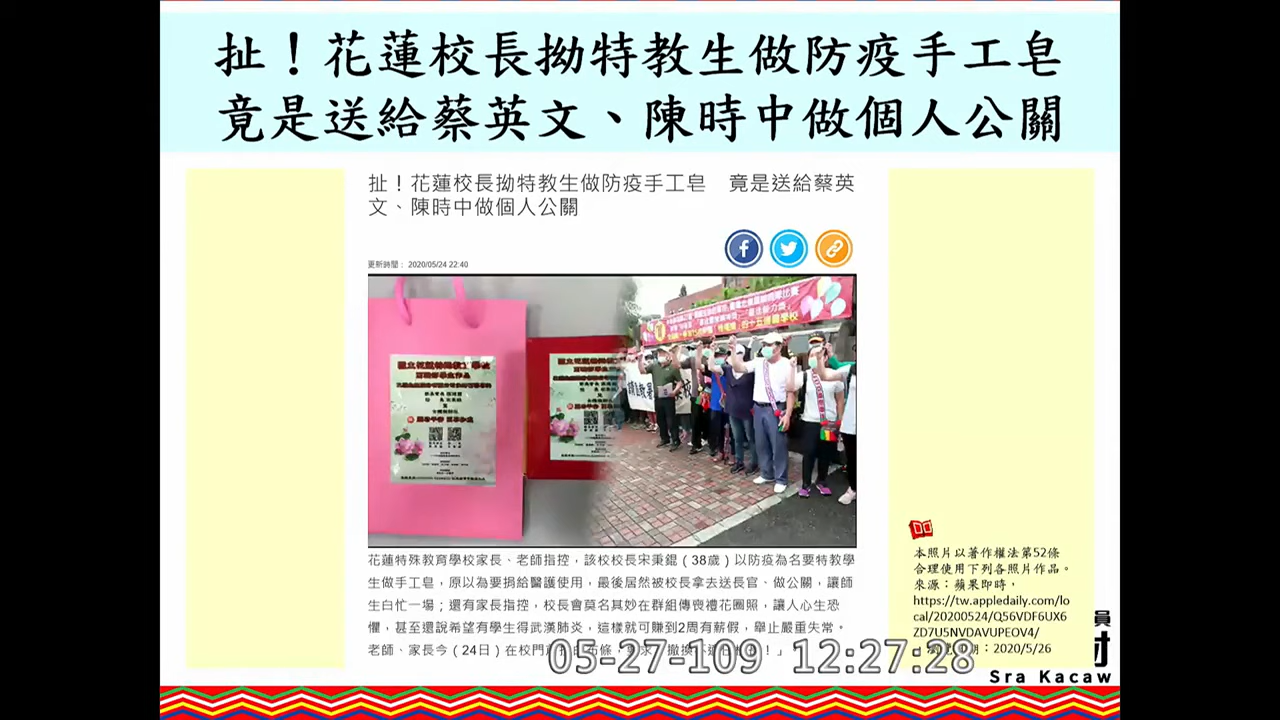 扯！花蓮校長拗特教生做防疫手工皂
竟是送給蔡英文、陳時中做個人公關
扯！花蓮校長拗特教生做防疫手工皂 竟是送給蔡英
文、陳時中做個人公關
更新時間： 2020/05/24 22:40
花蓮特殊教育學校家長、老師指控，該校校長宋秉錕（38歲）以防疫為名要特教學
生做手工皂，原以為要捐給醫護使用，最後居然被校長拿去送長官、做公關，讓師
生白忙一場；還有家長指控，校長會莫名其妙在群組傳喪禮花圈照，讓人心生恐
懼，甚至還說希望有學生得武漢肺炎，這樣就可賺到2周有薪假，舉止嚴重失常。
老師、家長今（24日）在校門
本照片以著作權法第52條
合理使用下列各照片作品。
來源：蘋果即時，
https://tw.appledaily.com/lo
cal/20200524/Q56VDF6UX6
ZD7U5NVDAVUPEOV4/
：2020/5/26
員
材
Sra Kacaw
05-27-109 12:27:28